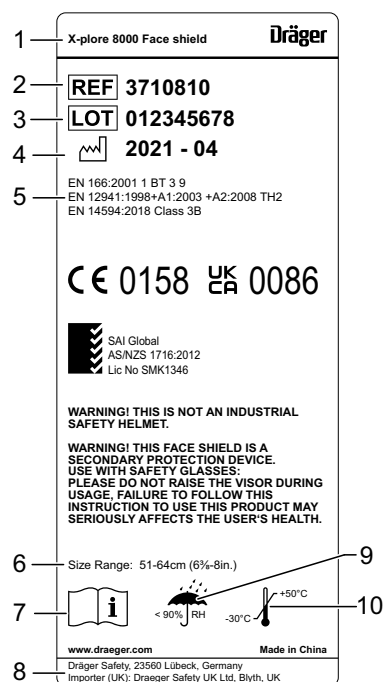 1 X-plore 8000 Face shield Dräger
2 REF 3710810
3 LOT 012345678
4 2021 - 04
EN 166:2001 1 BT 3 9
5 EN 12941:1998+A1:2003 +A2:2008 TH2
EN 14594:2018 Class 3B
CE 0158 UK CA 0086
SAI Global
AS/NZS 1716:2012
Lic No SMK1346
WARNING! THIS IS NOT AN INDUSTRIAL
SAFETY HELMET.
WARNING! THIS FACE SHIELD IS A
SECONDARY PROTECTION DEVICE.
USE WITH SAFETY GLASSES:
PLEASE DO NOT RAISE THE VISOR DURING
USAGE, FAILURE TO FOLLOW THIS
INSTRUCTION TO USE THIS PRODUCT MAY
SERIOUSLY AFFECTS THE USER'S HEALTH.
6 Size Range: 51-64cm (6⅜-8in.)
9
7 i < 90% RH -30°C +50°C 10
www.draeger.com Made in China
8 Dräger Safety, 23560 Lübeck, Germany
Importer (UK): Draeger Safety UK Ltd, Blyth, UK